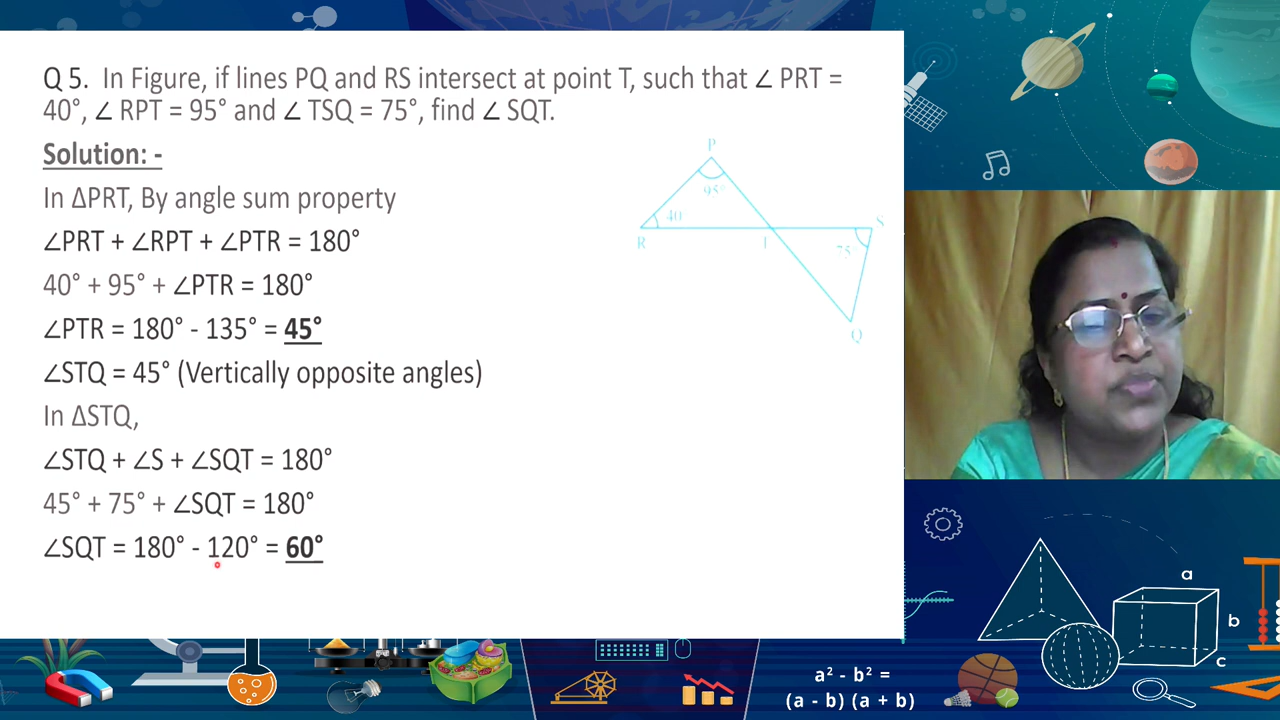 Q 5. In Figure, if lines PQ and RS intersect at point T, such that ∠ PRT =
40°, ∠ RPT = 95° and ∠ TSQ = 75°, find ∠ SQT.
Solution: -
In ΔPRT, By angle sum property
∠PRT + ∠RPT + ∠PTR = 180°
40° + 95° + ∠PTR = 180°
∠PTR = 180° - 135° = 45°
∠STQ = 45° (Vertically opposite angles)
In ΔSTQ,
∠STQ + ∠S + ∠SQT = 180°
45° + 75° + ∠SQT = 180°
∠SQT = 180° - 120° = 60°
P
95°
40
R
S
75
Q
a
b
c
a² - b² =
(a - b) (a + b)